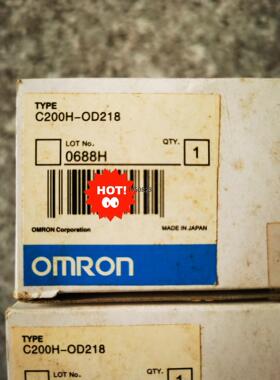 TYPE
C200H-OD218
LOT No. QTY.
0688H 1
HOT!
OMRON Corporation MADE IN JAPAN
OMRON
TYPE
C200H-OD218
LOT No. QTY.
1